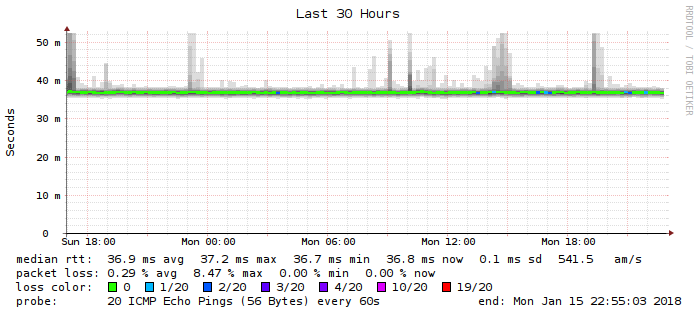 Last 30 Hours
RRDTOOL / TOBI OETIKER
Seconds
50 m
40 m
30 m
20 m
10 m
0
Sun 18:00 Mon 00:00 Mon 06:00 Mon 12:00 Mon 18:00
median rtt: 36.9 ms avg 37.2 ms max 36.7 ms min 36.8 ms now 0.1 ms sd 541.5 am/s
packet loss: 0.29 % avg 8.47 % max 0.00 % min 0.00 % now
loss color: 0 1/20 2/20 3/20 4/20 10/20 19/20
probe: 20 ICMP Echo Pings (56 Bytes) every 60s end: Mon Jan 15 22:55:03 2018